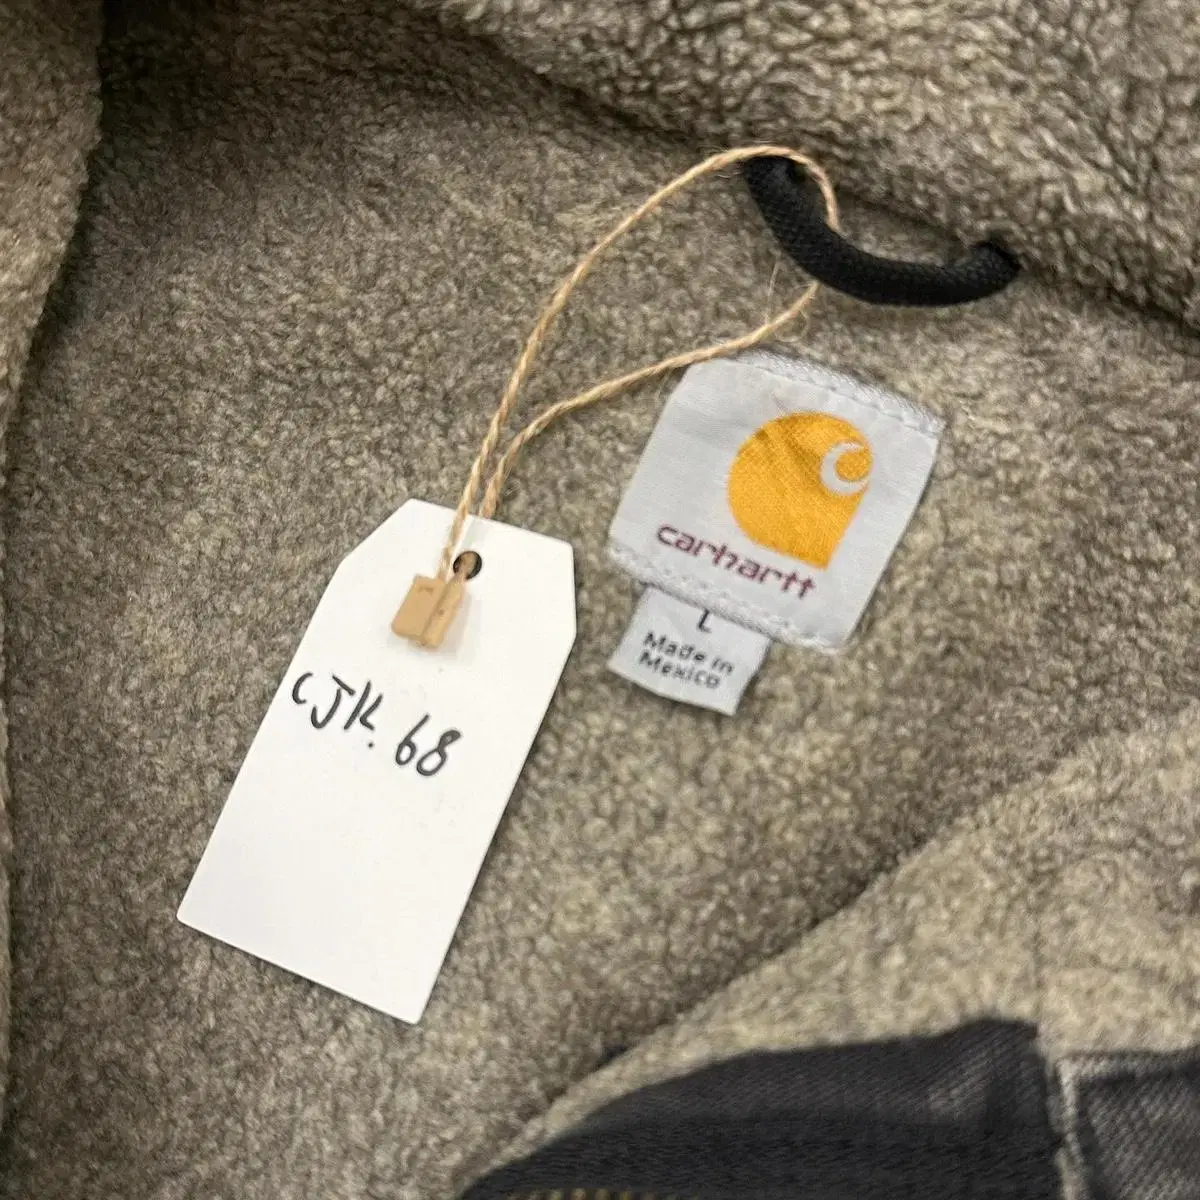 carhartt
L
Made in
Mexico
CJK. 68